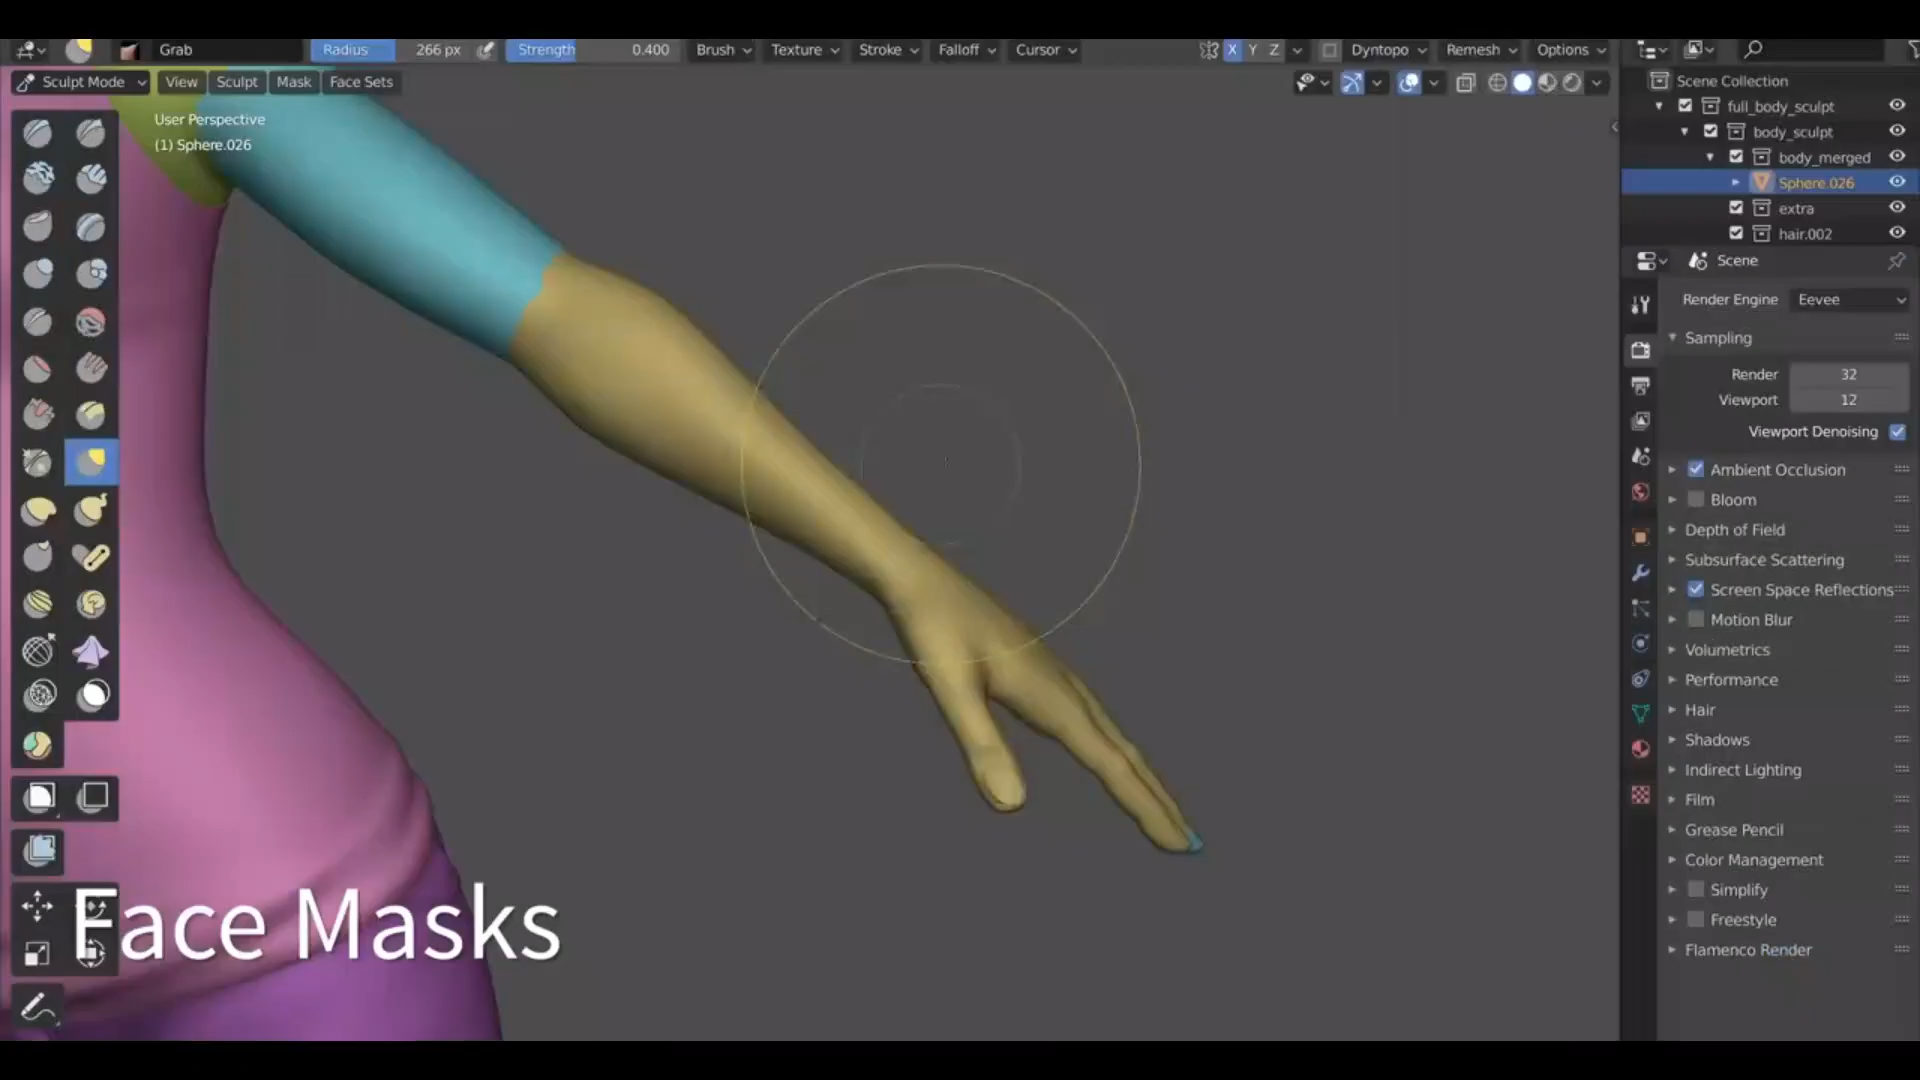 Grab Radius 266 px Strength 0.400 Brush Texture Stroke Falloff Cursor X Y Z Dyntopo Remesh Options
Sculpt Mode View Sculpt Mask Face Sets
User Perspective
(1) Sphere.026
Face Masks
Scene Collection
full_body_sculpt
body_sculpt
body_merged
Sphere.026
extra
hair.002
Scene
Render Engine Eevee
Sampling
Render 32
Viewport 12
Viewport Denoising
Ambient Occlusion
Bloom
Depth of Field
Subsurface Scattering
Screen Space Reflections
Motion Blur
Volumetrics
Performance
Hair
Shadows
Indirect Lighting
Film
Grease Pencil
Color Management
Simplify
Freestyle
Flamenco Render